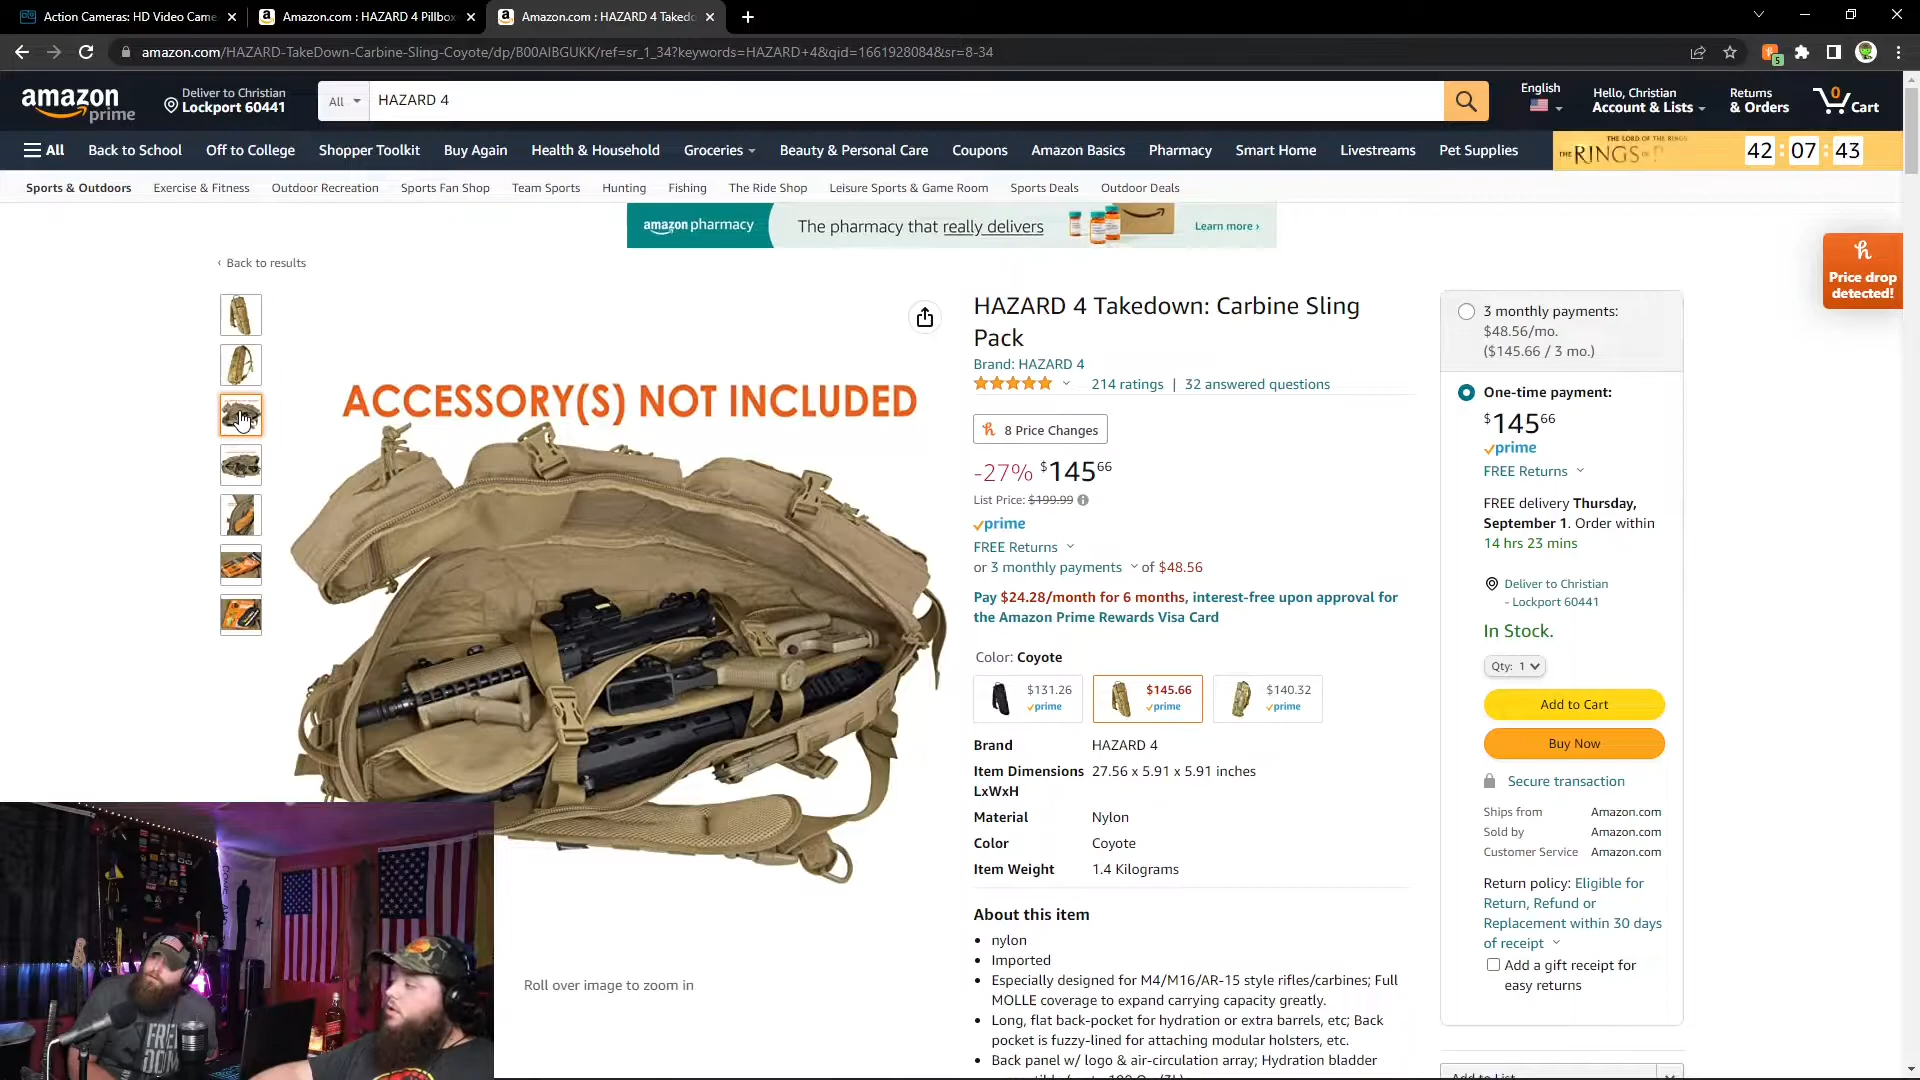 Action Cameras: HD Video Came
Amazon.com : HAZARD 4 Pillbox
Amazon.com : HAZARD 4 Takedo
amazon.com/HAZARD-TakeDown-Carbine-Sling-Coyote/dp/B00AIBGUKK/ref=sr_1_34?keywords=HAZARD+4&qid=1661928084&sr=8-34
5
amazon
prime
Deliver to Christian
Lockport 60441
All
HAZARD 4
English
Hello, Christian
Account & Lists
Returns
& Orders
0
Cart
All
Back to School
Off to College
Shopper Toolkit
Buy Again
Health & Household
Groceries
Beauty & Personal Care
Coupons
Amazon Basics
Pharmacy
Smart Home
Livestreams
Pet Supplies
THE LORD OF THE RINGS
THE RINGS OF P
42 : 07 : 43
Sports & Outdoors
Exercise & Fitness
Outdoor Recreation
Sports Fan Shop
Team Sports
Hunting
Fishing
The Ride Shop
Leisure Sports & Game Room
Sports Deals
Outdoor Deals
amazon pharmacy
The pharmacy that really delivers
Learn more ›
‹ Back to results
h
Price drop
detected!
ACCESSORY(S) NOT INCLUDED
Roll over image to zoom in
HAZARD 4 Takedown: Carbine Sling
Pack
Brand: HAZARD 4
214 ratings | 32 answered questions
8 Price Changes
-27% $145 66
List Price: $199.99
prime
FREE Returns
or 3 monthly payments of $48.56
Pay $24.28/month for 6 months, interest-free upon approval for
the Amazon Prime Rewards Visa Card
Color: Coyote
$131.26
prime
$145.66
prime
$140.32
prime
Brand HAZARD 4
Item Dimensions 27.56 x 5.91 x 5.91 inches
LxWxH
Material Nylon
Color Coyote
Item Weight 1.4 Kilograms
About this item
• nylon
• Imported
• Especially designed for M4/M16/AR-15 style rifles/carbines; Full
MOLLE coverage to expand carrying capacity greatly.
• Long, flat back-pocket for hydration or extra barrels, etc; Back
pocket is fuzzy-lined for attaching modular holsters, etc.
• Back panel w/ logo & air-circulation array; Hydration bladder
3 monthly payments:
$48.56/mo.
($145.66 / 3 mo.)
One-time payment:
$145 66
prime
FREE Returns
FREE delivery Thursday,
September 1. Order within
14 hrs 23 mins
Deliver to Christian
- Lockport 60441
In Stock.
Qty: 1
Add to Cart
Buy Now
Secure transaction
Ships from Amazon.com
Sold by Amazon.com
Customer Service Amazon.com
Return policy: Eligible for
Return, Refund or
Replacement within 30 days
of receipt
Add a gift receipt for
easy returns
Add to List